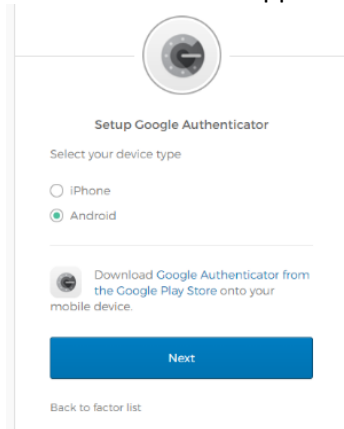 Setup Google Authenticator
Select your device type
iPhone
Android
Download Google Authenticator from
the Google Play Store onto your
mobile device.
Next
Back to factor list